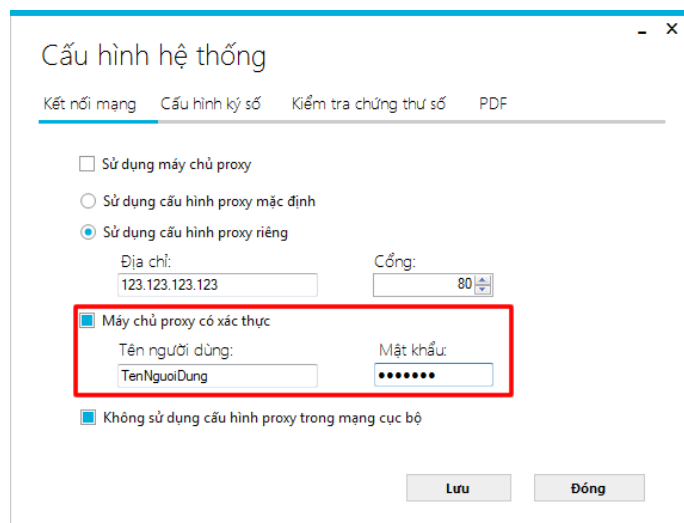 Cấu hình hệ thống
Kết nối mạng Cấu hình ký số Kiểm tra chứng thư số PDF
Sử dụng máy chủ proxy
Sử dụng cấu hình proxy mặc định
Sử dụng cấu hình proxy riêng
Địa chỉ: Cổng:
123.123.123.123 80
Máy chủ proxy có xác thực
Tên người dùng: Mật khẩu:
TenNguoiDung •••••••
Không sử dụng cấu hình proxy trong mạng cục bộ
Lưu Đóng